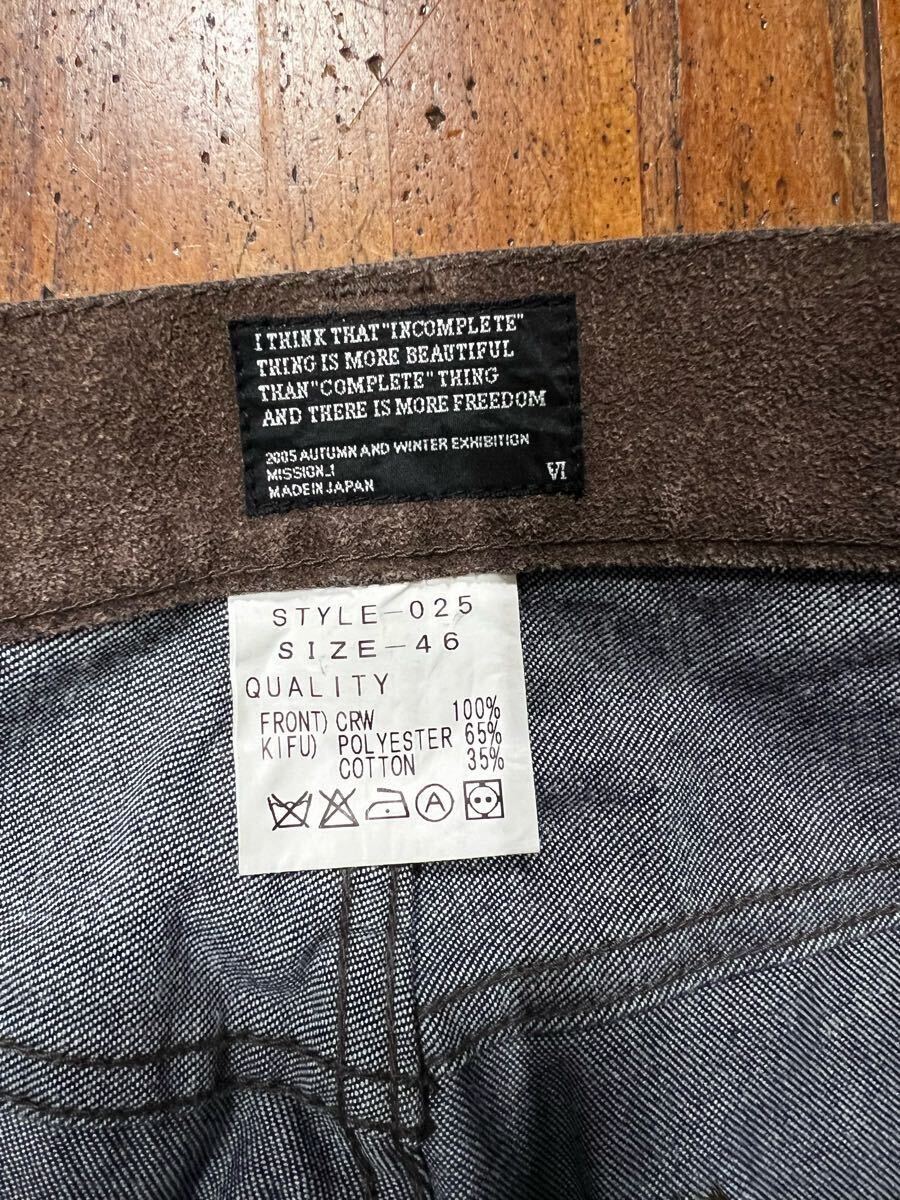 I THINK THAT "INCOMPLETE"
THING IS MORE BEAUTIFUL
THAN "COMPLETE" THING
AND THERE IS MORE FREEDOM
2005 AUTUMN AND WINTER EXHIBITION
MISSION_1
MADE IN JAPAN
VI
STYLE-025
SIZE-46
QUALITY
FRONT) CRW 100%
KIFU) POLYESTER 65%
COTTON 35%
A